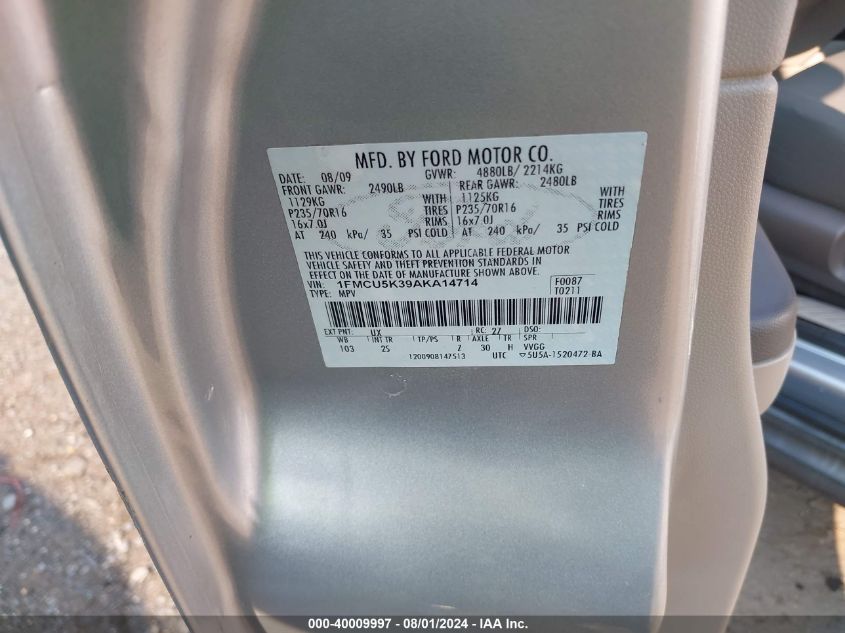 MFD. BY FORD MOTOR CO.
DATE: 08/09 GVWR: 4880LB/ 2214KG
FRONT GAWR: 2490LB REAR GAWR: 2480LB
1129KG WITH 1125KG WITH
P235/70R16 TIRES P235/70R16 TIRES
16x7.0J RIMS 16x7.0J RIMS
AT 240 kPa/ 35 PSI COLD AT 240 kPa/ 35 PSI COLD
THIS VEHICLE CONFORMS TO ALL APPLICABLE FEDERAL MOTOR
VEHICLE SAFETY AND THEFT PREVENTION STANDARDS IN
EFFECT ON THE DATE OF MANUFACTURE SHOWN ABOVE.
VIN: 1FMCU5K39AKA14714 F0087
TYPE: MPV T0211
EXT PNT: UX RC: 27 DSO:
WB INT TR TP/PS R AXLE TR SPR
103 2S 7 30 H VVGG
1200908147513 UTC ▽5U5A-1520472-BA
000-40009997 - 08/01/2024 - IAA Inc.